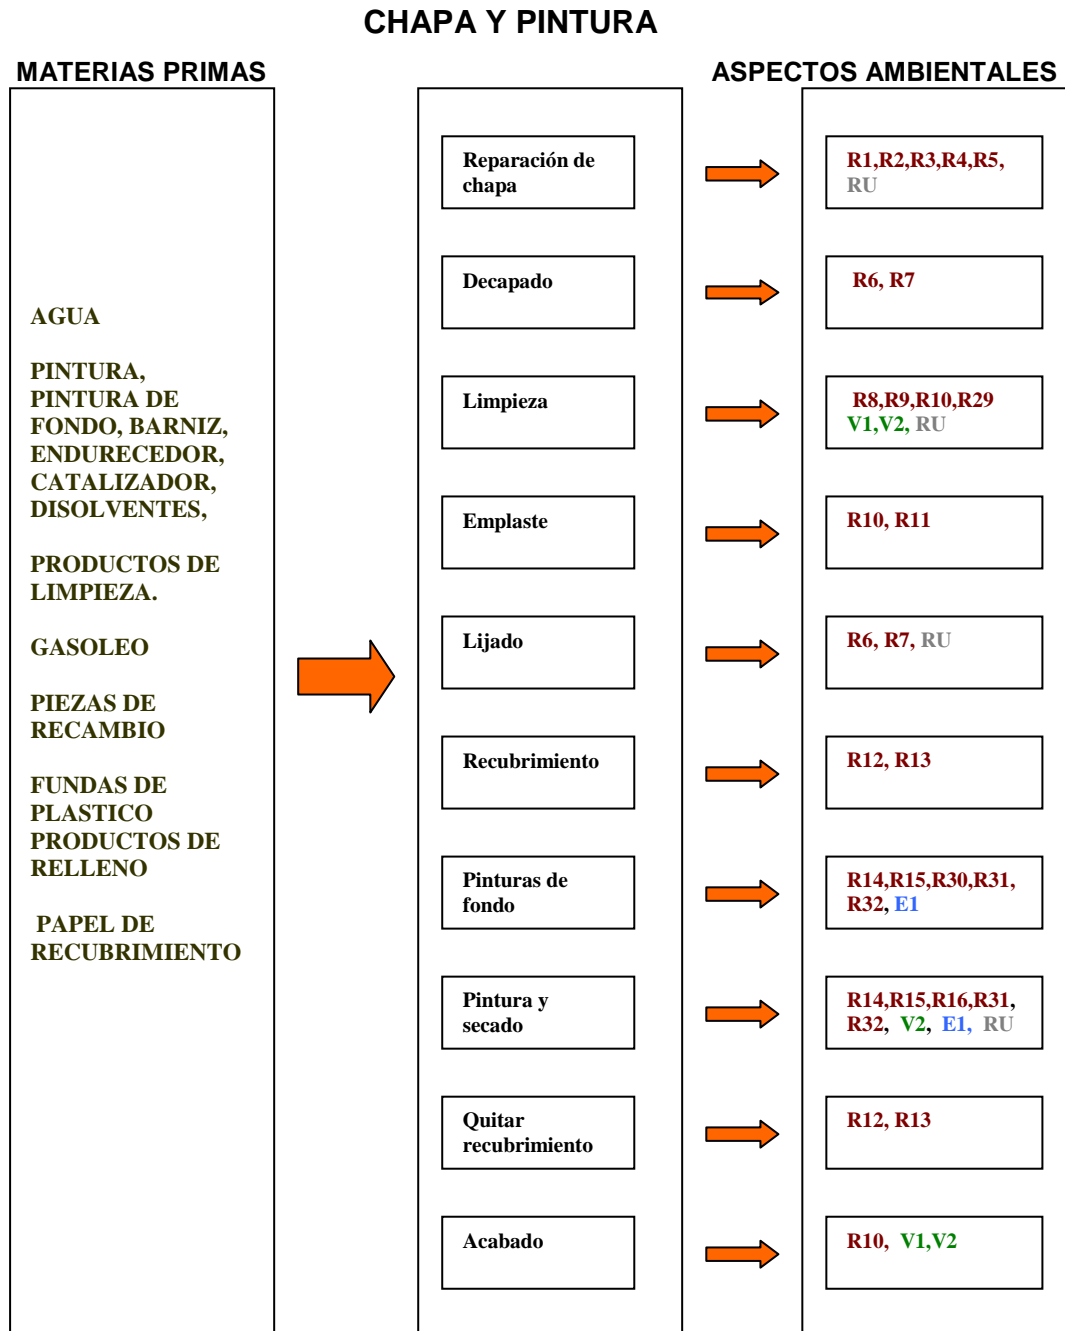 CHAPA Y PINTURA
MATERIAS PRIMAS
ASPECTOS AMBIENTALES
AGUA
PINTURA,
PINTURA DE
FONDO, BARNIZ,
ENDURECEDOR,
CATALIZADOR,
DISOLVENTES,
PRODUCTOS DE
LIMPIEZA.
GASOLEO
PIEZAS DE
RECAMBIO
FUNDAS DE
PLASTICO
PRODUCTOS DE
RELLENO
PAPEL DE
RECUBRIMIENTO
Reparación de
chapa
R1,R2,R3,R4,R5,
RU
Decapado
R6, R7
Limpieza
R8,R9,R10,R29
V1,V2, RU
Emplaste
R10, R11
Lijado
R6, R7, RU
Recubrimiento
R12, R13
Pinturas de
fondo
R14,R15,R30,R31,
R32, E1
Pintura y
secado
R14,R15,R16,R31,
R32, V2, E1, RU
Quitar
recubrimiento
R12, R13
Acabado
R10, V1,V2